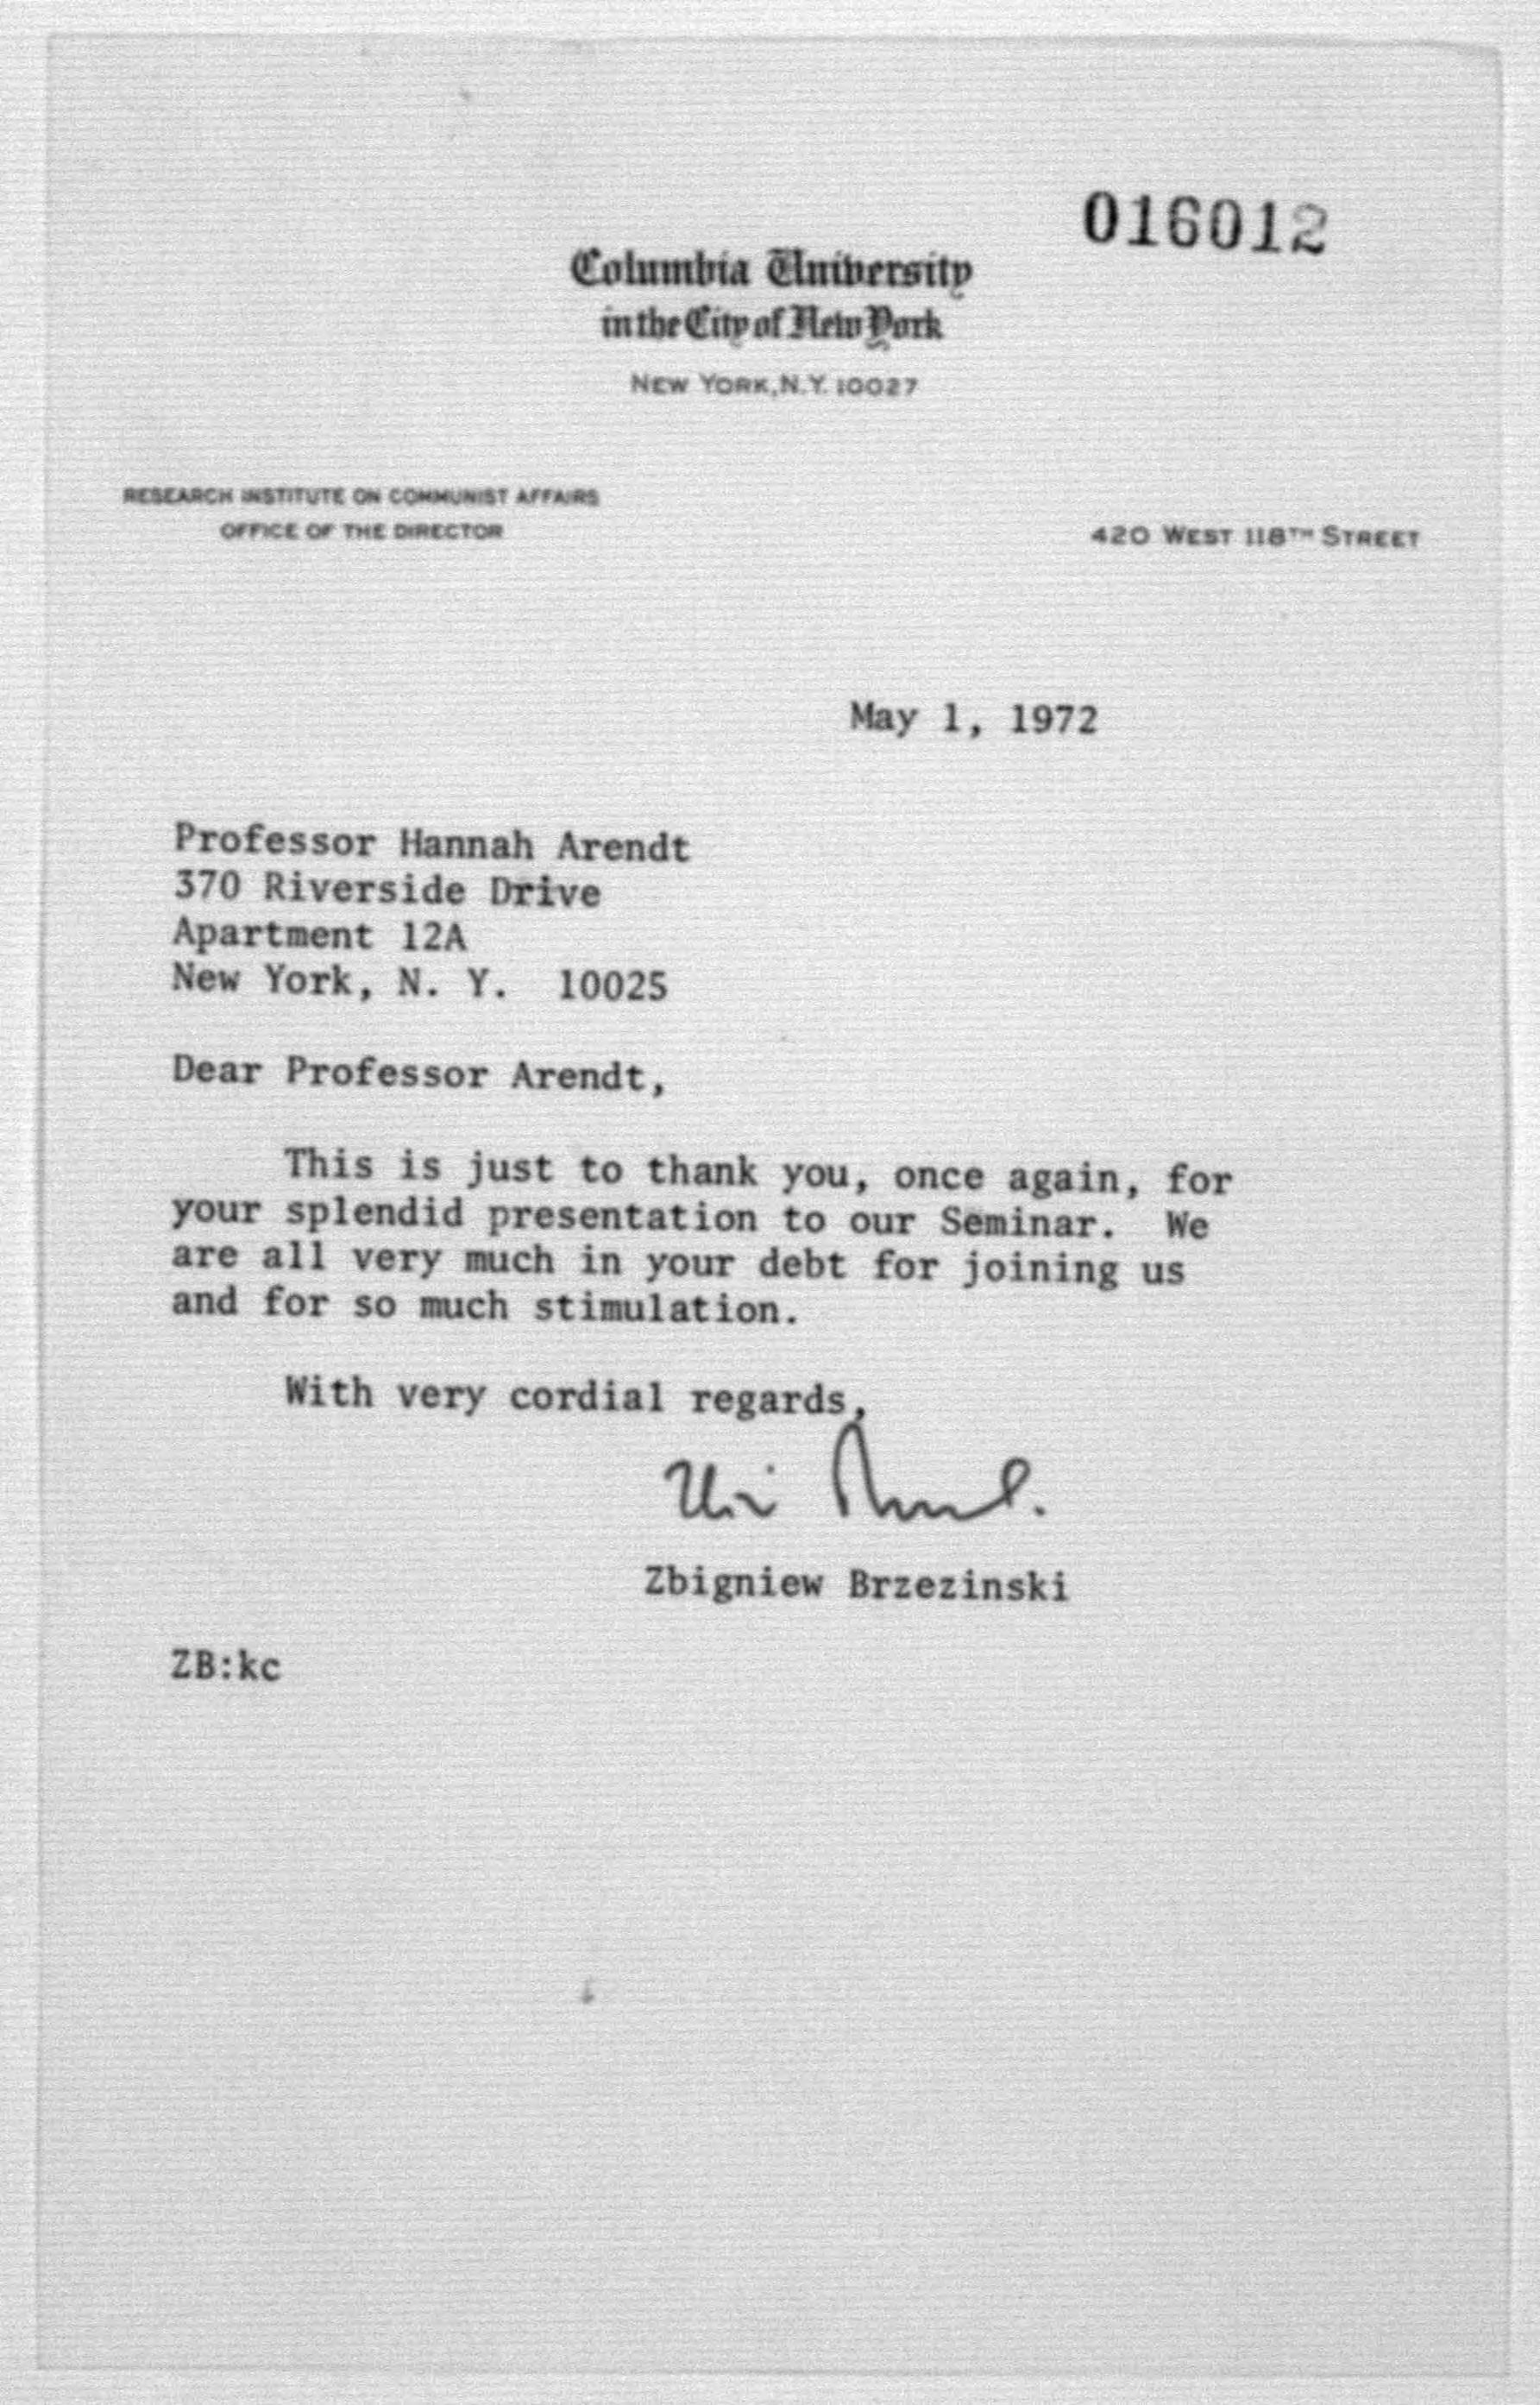 016012
Columbia University
in the City of New York
NEW YORK, N.Y. 10027
RESEARCH INSTITUTE ON COMMUNIST AFFAIRS
OFFICE OF THE DIRECTOR
420 WEST 118TH STREET
May 1, 1972
Professor Hannah Arendt
370 Riverside Drive
Apartment 12A
New York, N. Y. 10025
Dear Professor Arendt,
This is just to thank you, once again, for
your splendid presentation to our Seminar. We
are all very much in your debt for joining us
and for so much stimulation.
With very cordial regards,
Zbigniew Brzezinski
ZB:kc